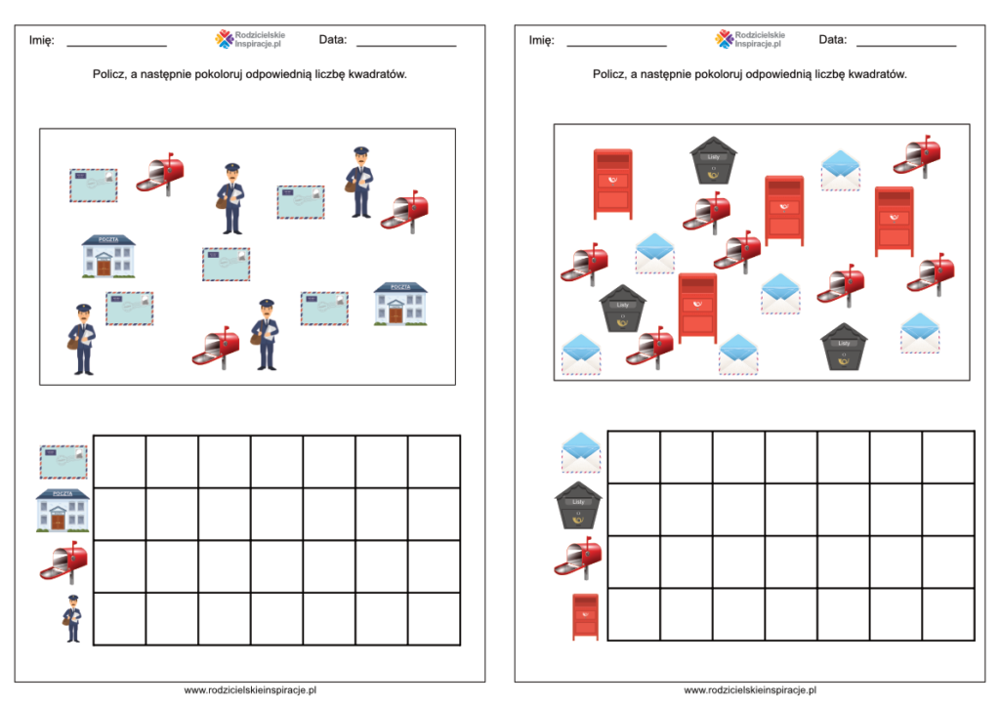 Imię: Rodzicielskie Inspiracje.pl Data:
Policz, a następnie pokoloruj odpowiednią liczbę kwadratów.
POCZTA
POCZTA
POCZTA
www.rodzicielskieinspiracje.pl
Imię: Rodzicielskie Inspiracje.pl Data:
Policz, a następnie pokoloruj odpowiednią liczbę kwadratów.
Listy
Listy
Listy
Listy
www.rodzicielskieinspiracje.pl